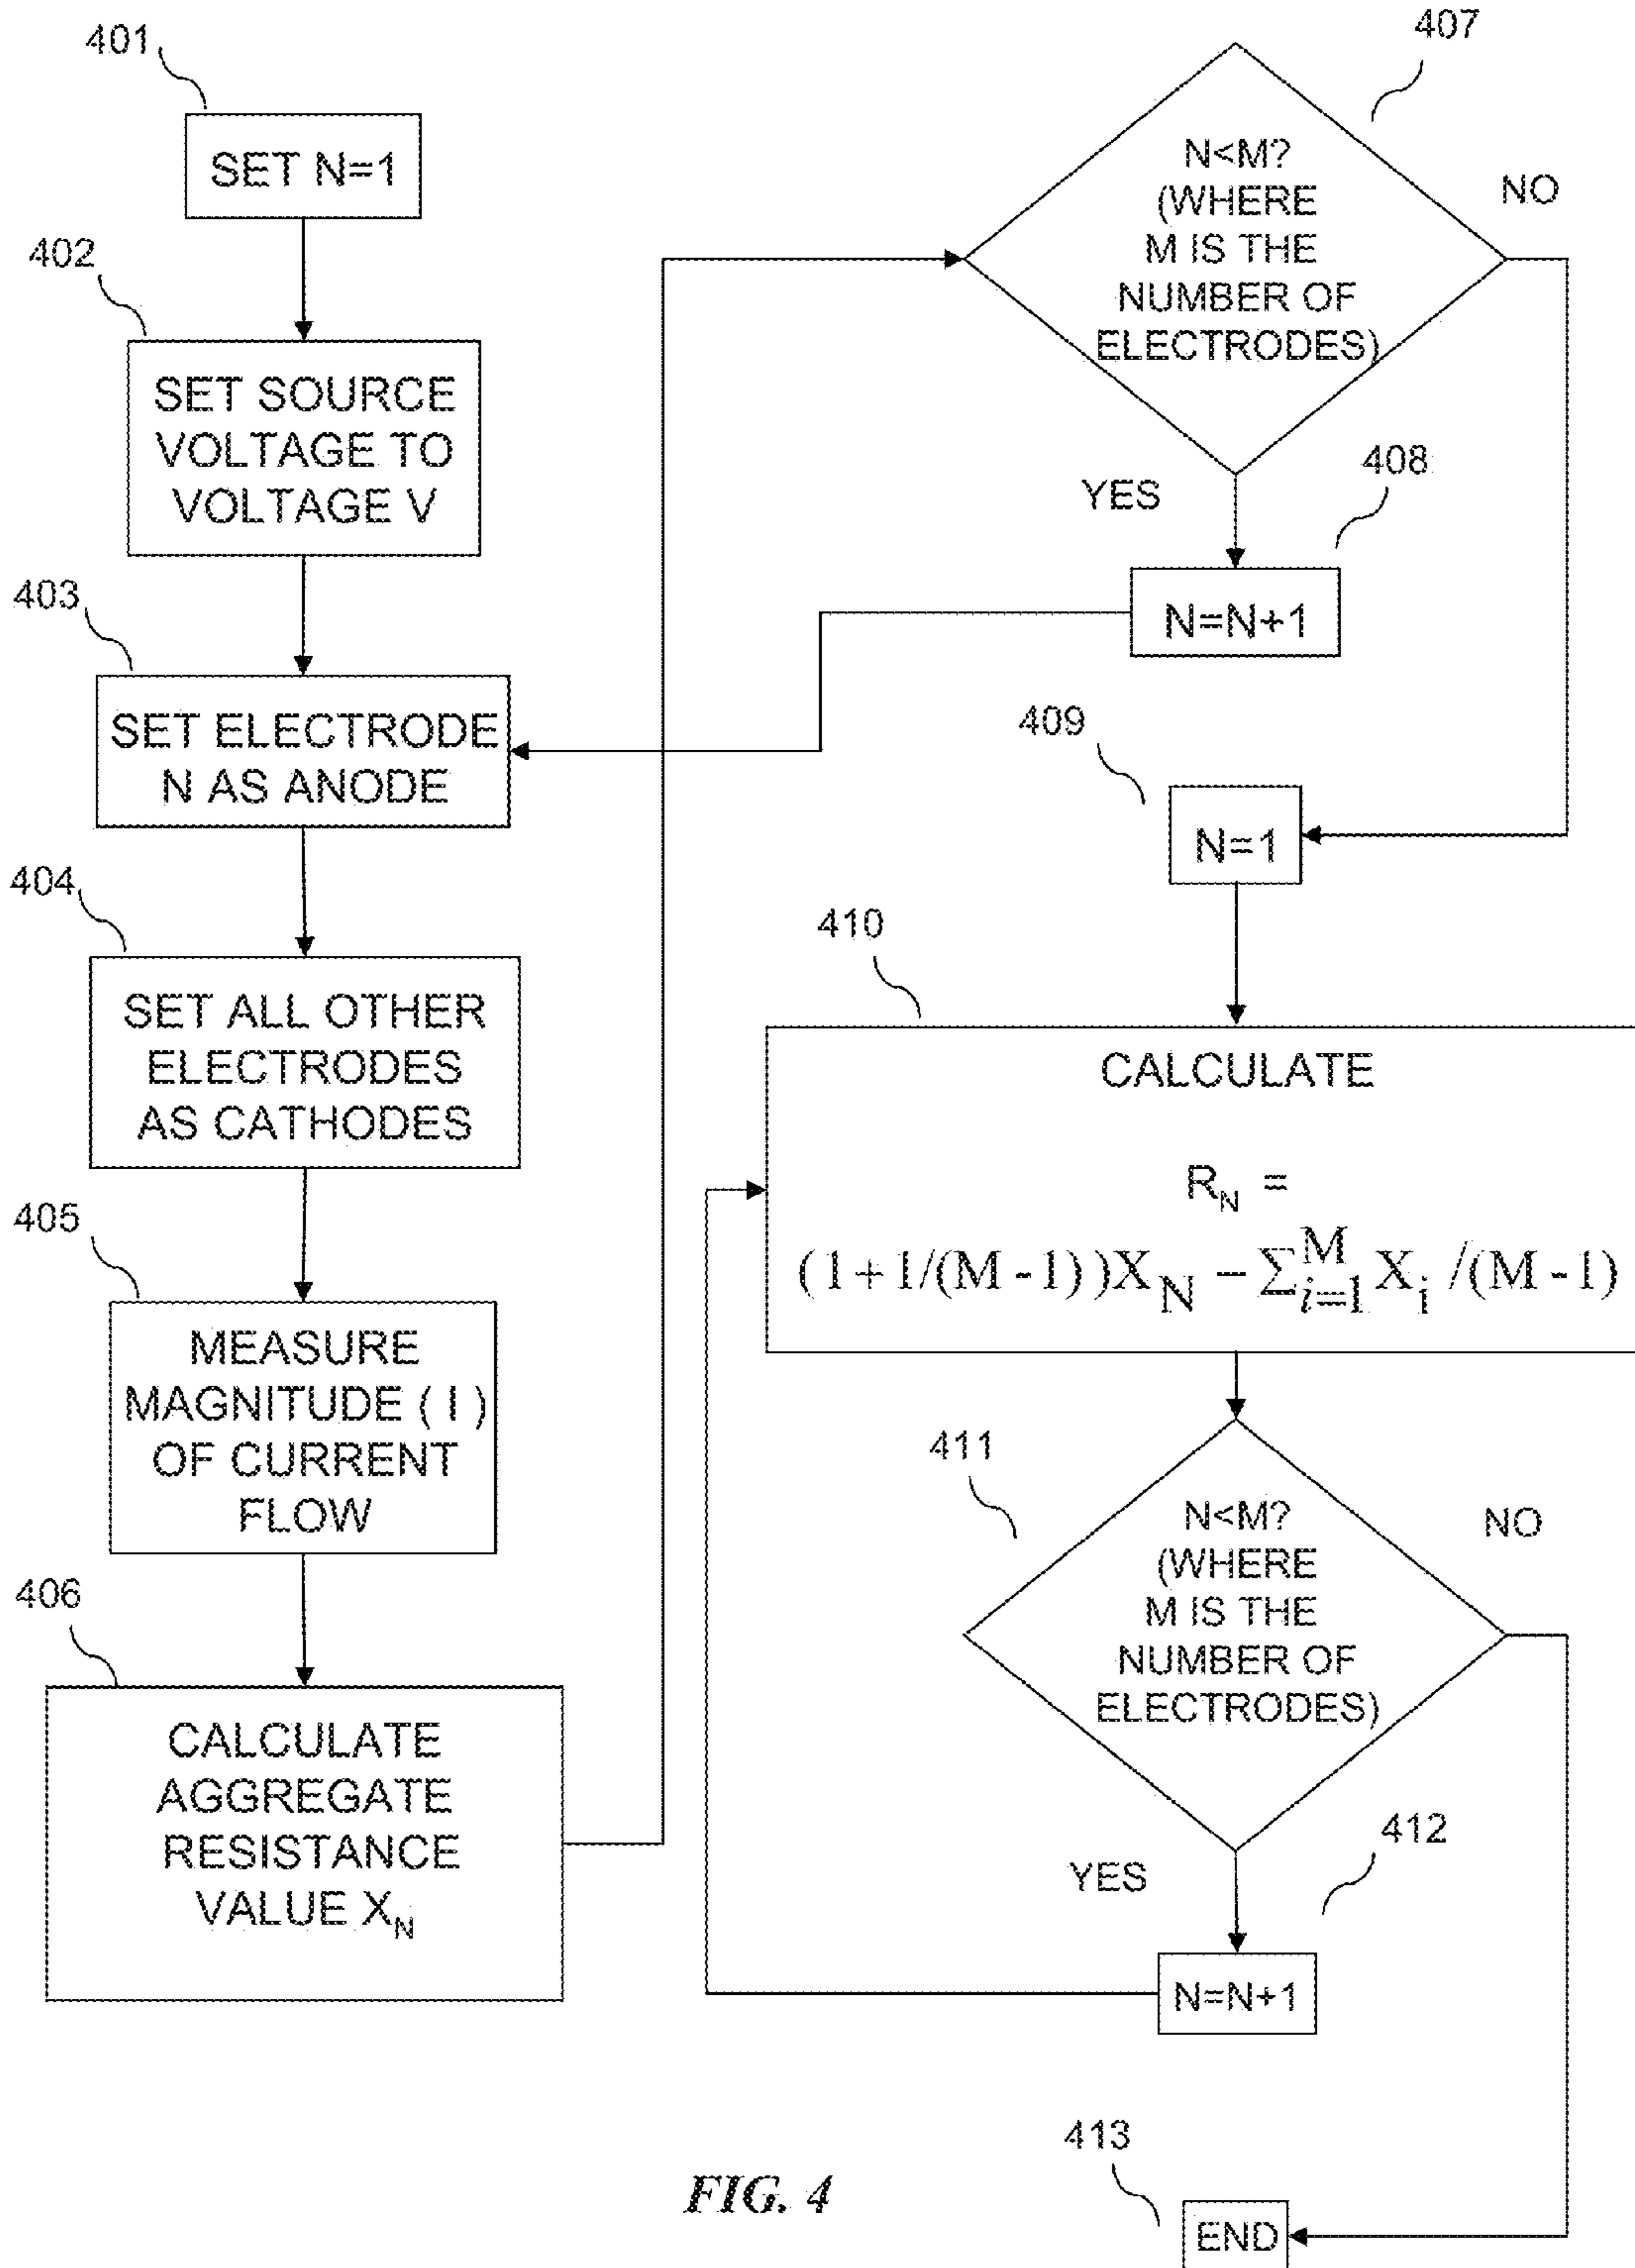 401
SET N=1
402
SET SOURCE
VOLTAGE TO
VOLTAGE V
403
SET ELECTRODE
N AS ANODE
404
SET ALL OTHER
ELECTRODES
AS CATHODES
405
MEASURE
MAGNITUDE ( I )
OF CURRENT
FLOW
406
CALCULATE
AGGREGATE
RESISTANCE
VALUE X_N
407
N<M?
(WHERE
M IS THE
NUMBER OF
ELECTRODES)
NO
YES
408
N=N+1
409
N=1
410
CALCULATE
R_N =
(1+1/(M-1))X_N − ∑_{i=1}^{M} X_i /(M-1)
411
N<M?
(WHERE
M IS THE
NUMBER OF
ELECTRODES)
NO
YES
412
N=N+1
413
END
FIG. 4